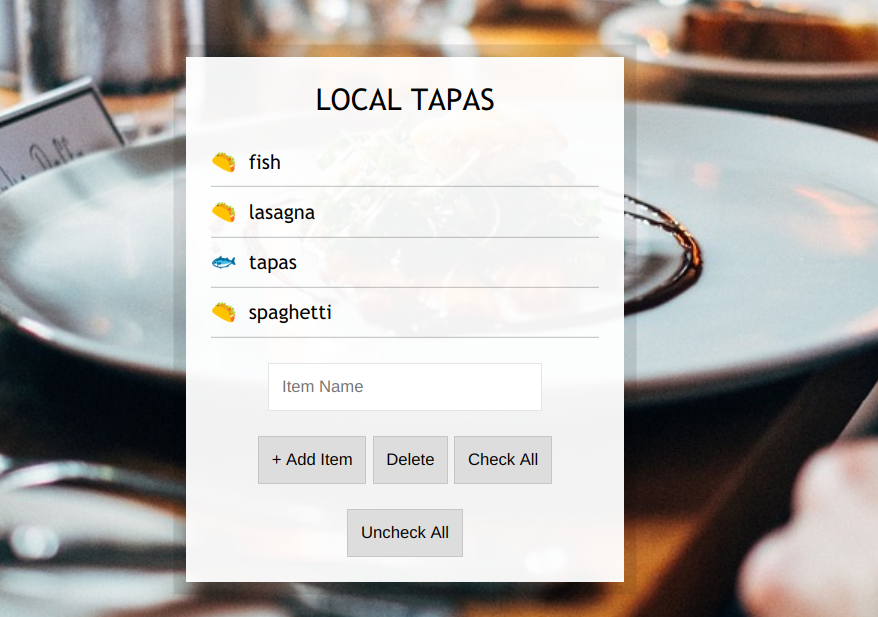 LOCAL TAPAS
fish
lasagna
tapas
spaghetti
Item Name
+ Add Item Delete Check All
Uncheck All